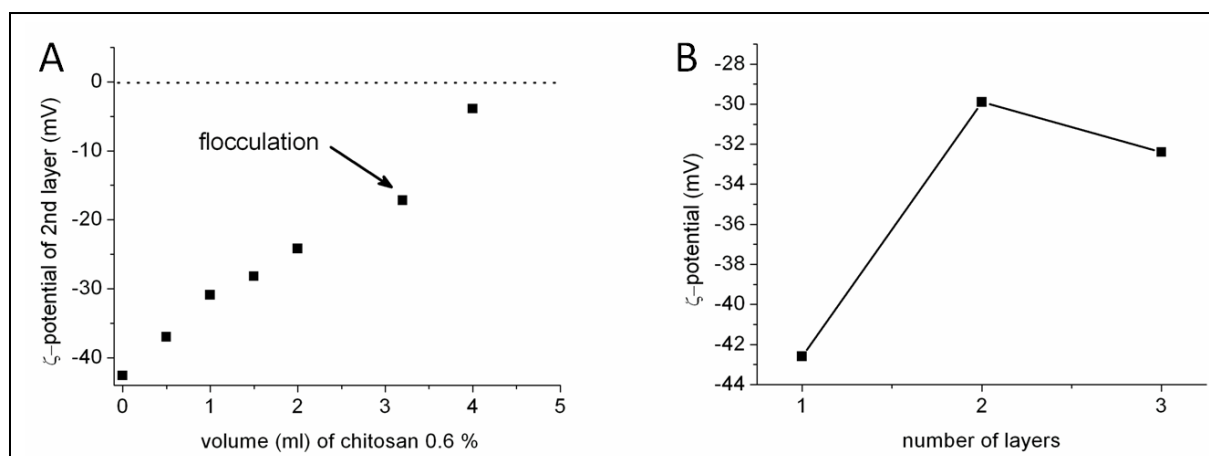 A
ζ-potential of 2nd layer (mV)
0
-10
-20
-30
-40
flocculation
0 1 2 3 4 5
volume (ml) of chitosan 0.6 %
B
ζ-potential (mV)
-28
-30
-32
-34
-36
-38
-40
-42
-44
1 2 3
number of layers